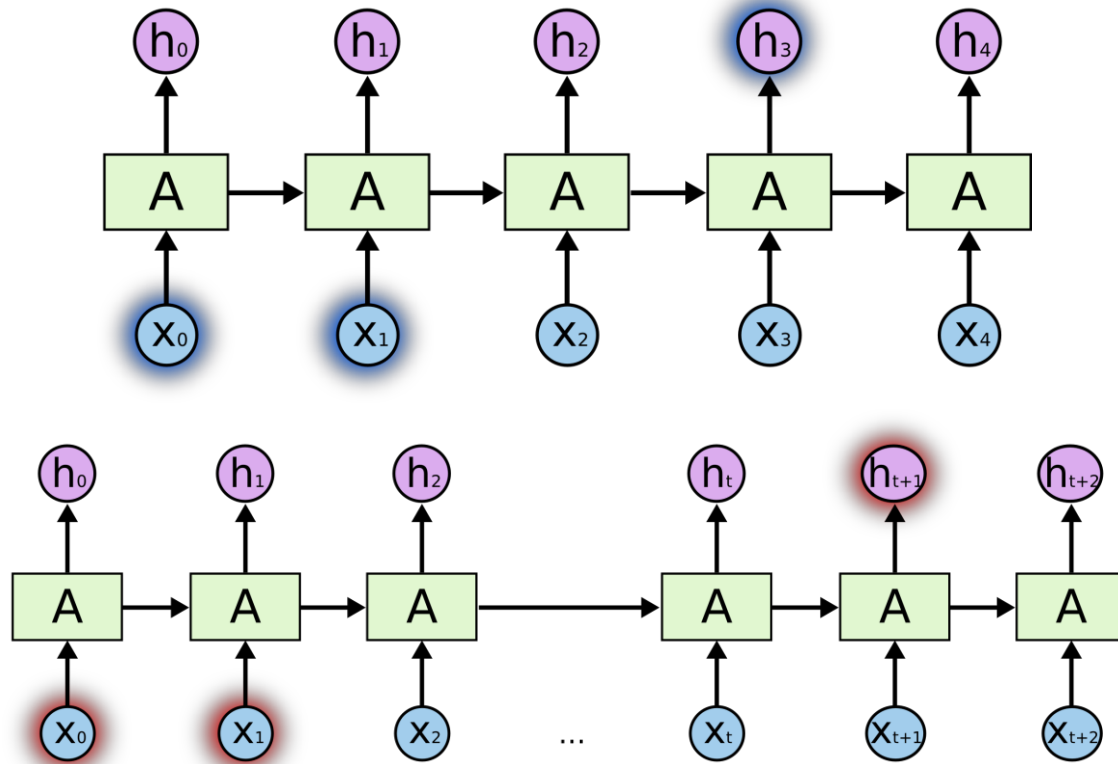 h₀ h₁ h₂ h₃ h₄
A A A A A
x₀ x₁ x₂ x₃ x₄
h₀ h₁ h₂ hₜ hₜ₊₁ hₜ₊₂
A A A A A A
x₀ x₁ x₂ ... xₜ xₜ₊₁ xₜ₊₂